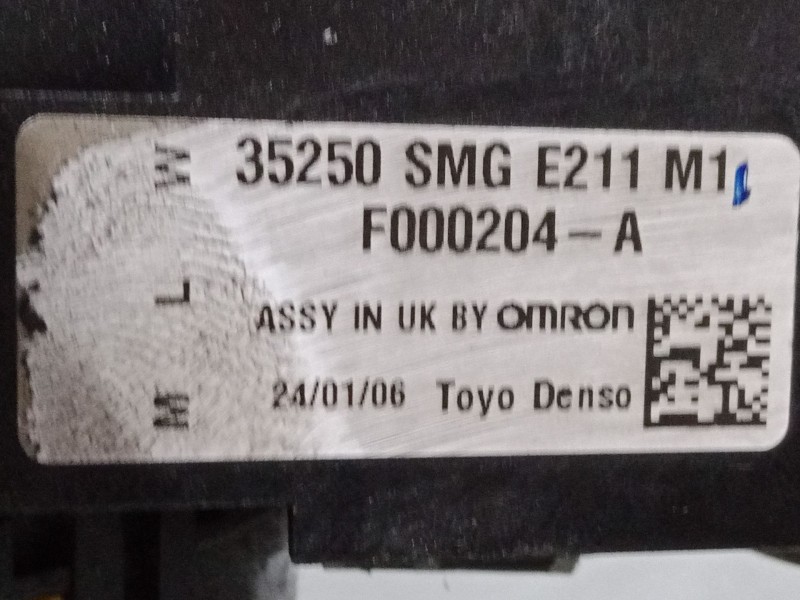 35250 SMG E211 M1
F000204-A
ASSY IN UK BY OMRON
24/01/06 Toyo Denso
W
L
M